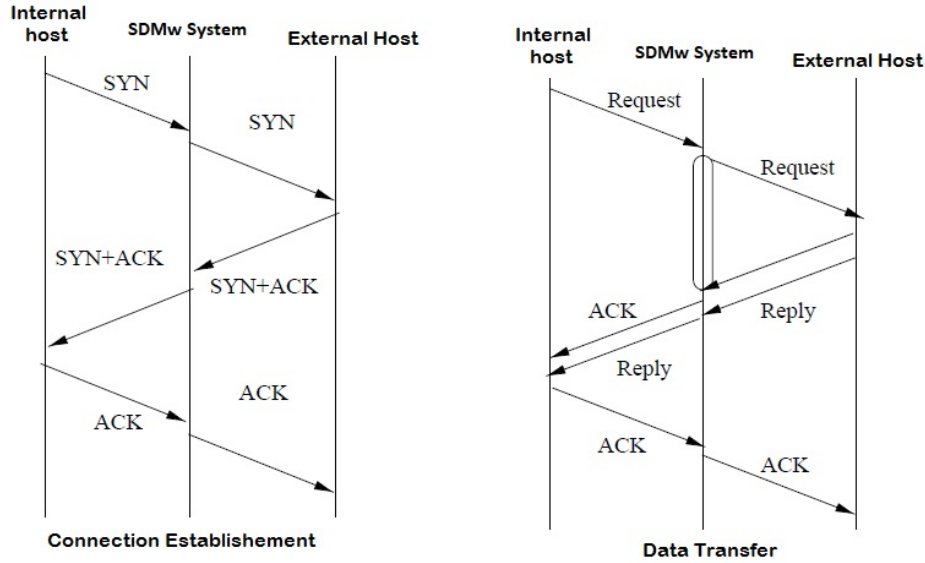 Internal
host
SDMw System
External Host
SYN
SYN
SYN+ACK
SYN+ACK
ACK
ACK
Connection Establishement
Internal
host
SDMw System
External Host
Request
Request
ACK
Reply
Reply
ACK
ACK
Data Transfer